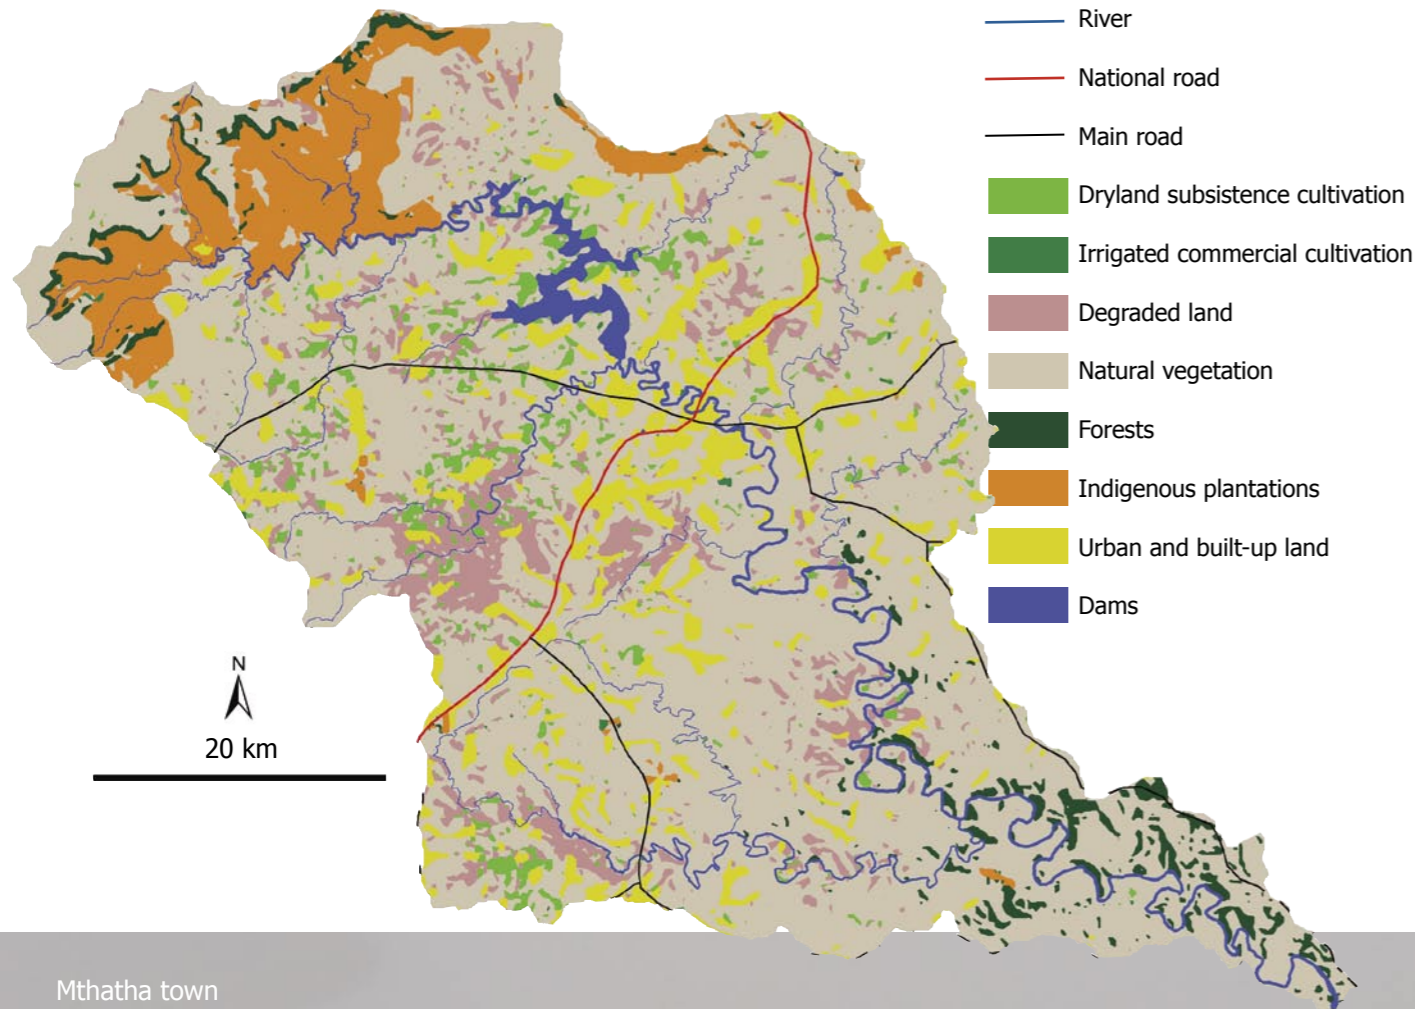 River
National road
Main road
Dryland subsistence cultivation
Irrigated commercial cultivation
Degraded land
Natural vegetation
Forests
Indigenous plantations
Urban and built-up land
Dams
N
20 km
Mthatha town